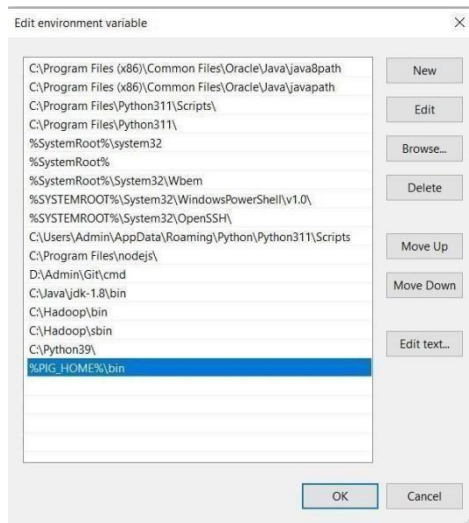 Edit environment variable
C:\Program Files (x86)\Common Files\Oracle\Java\java8path
C:\Program Files (x86)\Common Files\Oracle\Java\javapath
C:\Program Files\Python311\Scripts\
C:\Program Files\Python311\
%SystemRoot%\system32
%SystemRoot%
%SystemRoot%\System32\Wbem
%SYSTEMROOT%\System32\WindowsPowerShell\v1.0\
%SYSTEMROOT%\System32\OpenSSH\
C:\Users\Admin\AppData\Roaming\Python\Python311\Scripts
C:\Program Files\nodejs\
D:\Admin\Git\cmd
C:\Java\jdk-1.8\bin
C:\Hadoop\bin
C:\Hadoop\sbin
C:\Python39\
%PIG_HOME%\bin
New
Edit
Browse...
Delete
Move Up
Move Down
Edit text...
OK
Cancel